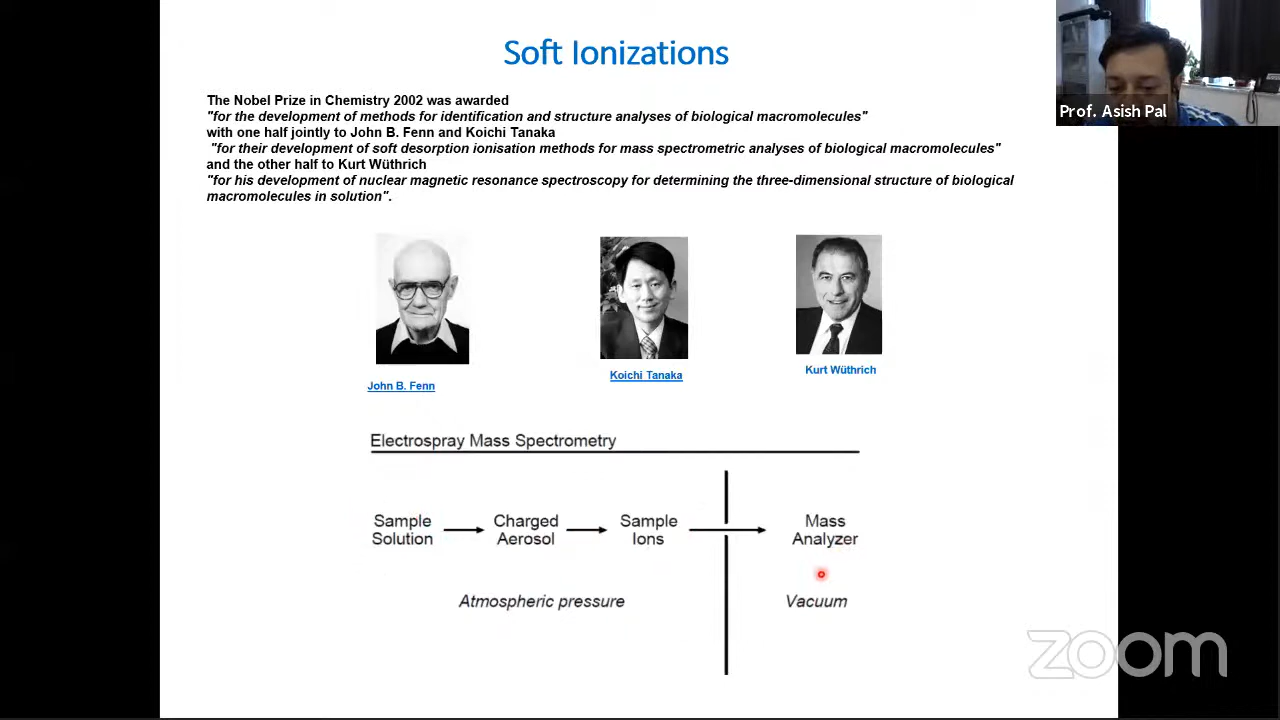 Soft Ionizations
The Nobel Prize in Chemistry 2002 was awarded
"for the development of methods for identification and structure analyses of biological macromolecules"
with one half jointly to John B. Fenn and Koichi Tanaka
"for their development of soft desorption ionisation methods for mass spectrometric analyses of biological macromolecules"
and the other half to Kurt Wüthrich
"for his development of nuclear magnetic resonance spectroscopy for determining the three-dimensional structure of biological
macromolecules in solution".
Prof. Asish Pal
John B. Fenn
Koichi Tanaka
Kurt Wüthrich
Electrospray Mass Spectrometry
Sample
Solution
Charged
Aerosol
Sample
Ions
Mass
Analyzer
Atmospheric pressure
Vacuum
zoom